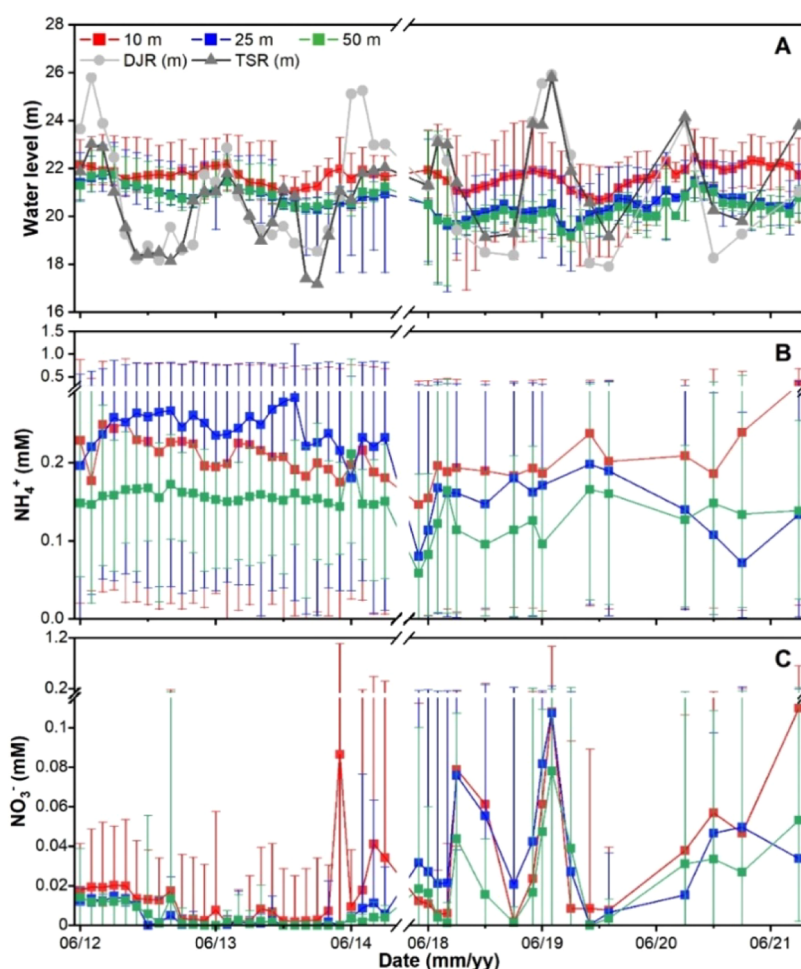 28
26
24
22
20
18
16
Water level (m)
10 m 25 m 50 m
DJR (m) TSR (m)
A
1.5
1.0
0.5
0.2
0.1
0.0
NH₄⁺ (mM)
B
1.2
0.2
0.1
0.08
0.06
0.04
0.02
0
NO₃⁻ (mM)
C
06/12 06/13 06/14 06/18 06/19 06/20 06/21
Date (mm/yy)